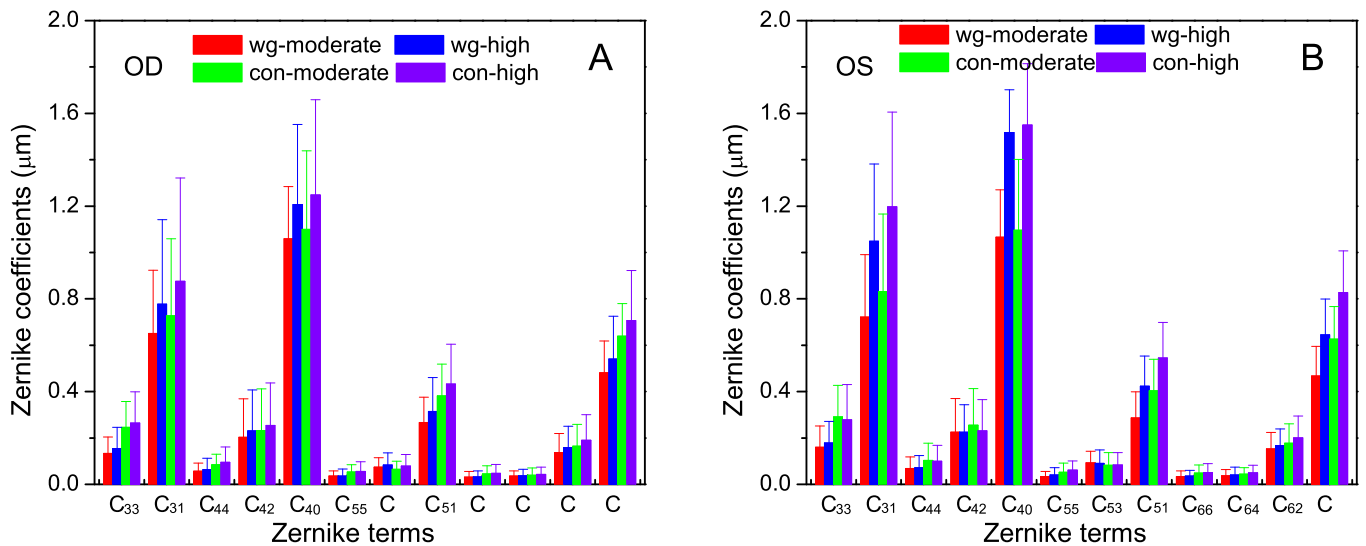 2.0
1.6
1.2
0.8
0.4
0.0
Zernike coefficients (μm)
OD
wg-moderate
wg-high
con-moderate
con-high
A
C33 C31 C44 C42 C40 C55 C C51 C C C C
Zernike terms
2.0
1.6
1.2
0.8
0.4
0.0
Zernike coefficients (μm)
OS
wg-moderate
wg-high
con-moderate
con-high
B
C33 C31 C44 C42 C40 C55 C53 C51 C66 C64 C62 C
Zernike terms